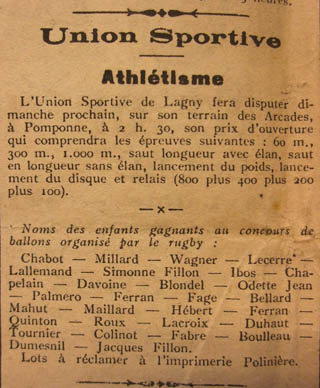 heures.
Union Sportive
Athlétisme
L'Union Sportive de Lagny fera disputer di-
manche prochain, sur son terrain des Arcades,
à Pomponne, à 2 h. 30, son prix d'ouverture
qui comprendra les épreuves suivantes : 60 m.,
300 m., 1.000 m., saut longueur avec élan, saut
en longueur sans élan, lancement du poids, lance-
ment du disque et relais (800 plus 400 plus 200
plus 100).
— x —
Noms des enfants gagnants au concours de
ballons organisé par le rugby :
Chabot — Millard — Wagner — Lecerre —
Lallemand — Simonne Fillon — Ibos — Cha-
pelain — Davoine — Blondel — Odette Jean
— Palmero — Ferran — Fage — Bellard —
Mahut — Maillard — Hébert — Ferran —
Quinton — Roux — Lacroix — Duhaut —
Tournier — Colinot — Fabre — Boulleau —
Dumesnil — Jacques Fillon.
Lots à réclamer à l'imprimerie Polinière.